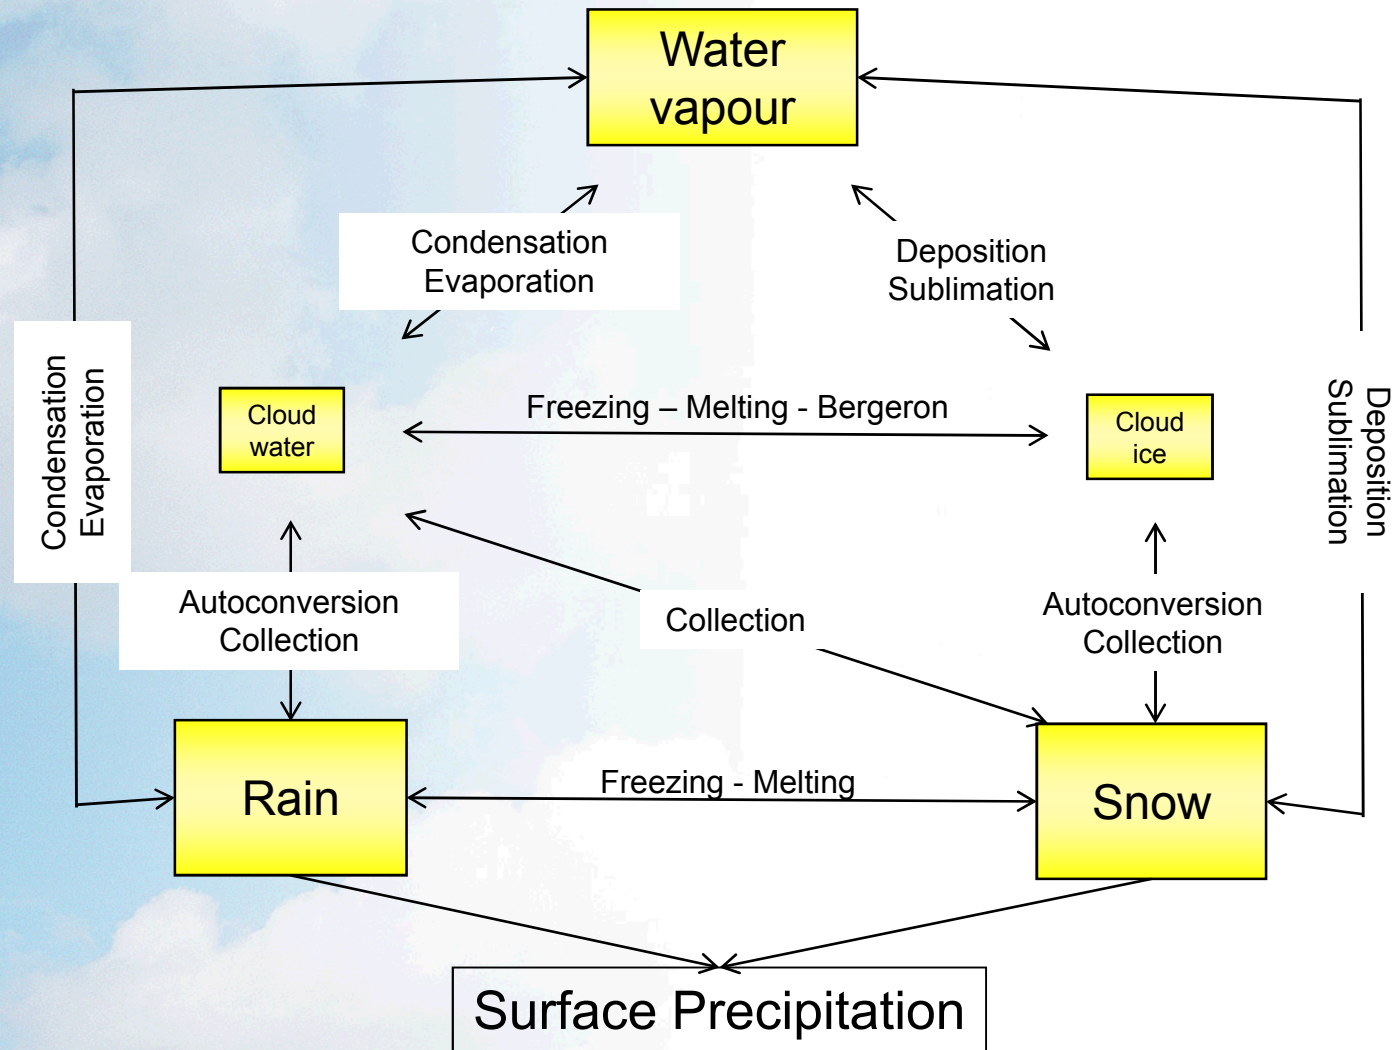 Water
vapour
Condensation
Evaporation
Deposition
Sublimation
Condensation
Evaporation
Cloud
water
Freezing – Melting - Bergeron
Cloud
ice
Deposition
Sublimation
Autoconversion
Collection
Collection
Autoconversion
Collection
Rain
Freezing - Melting
Snow
Surface Precipitation